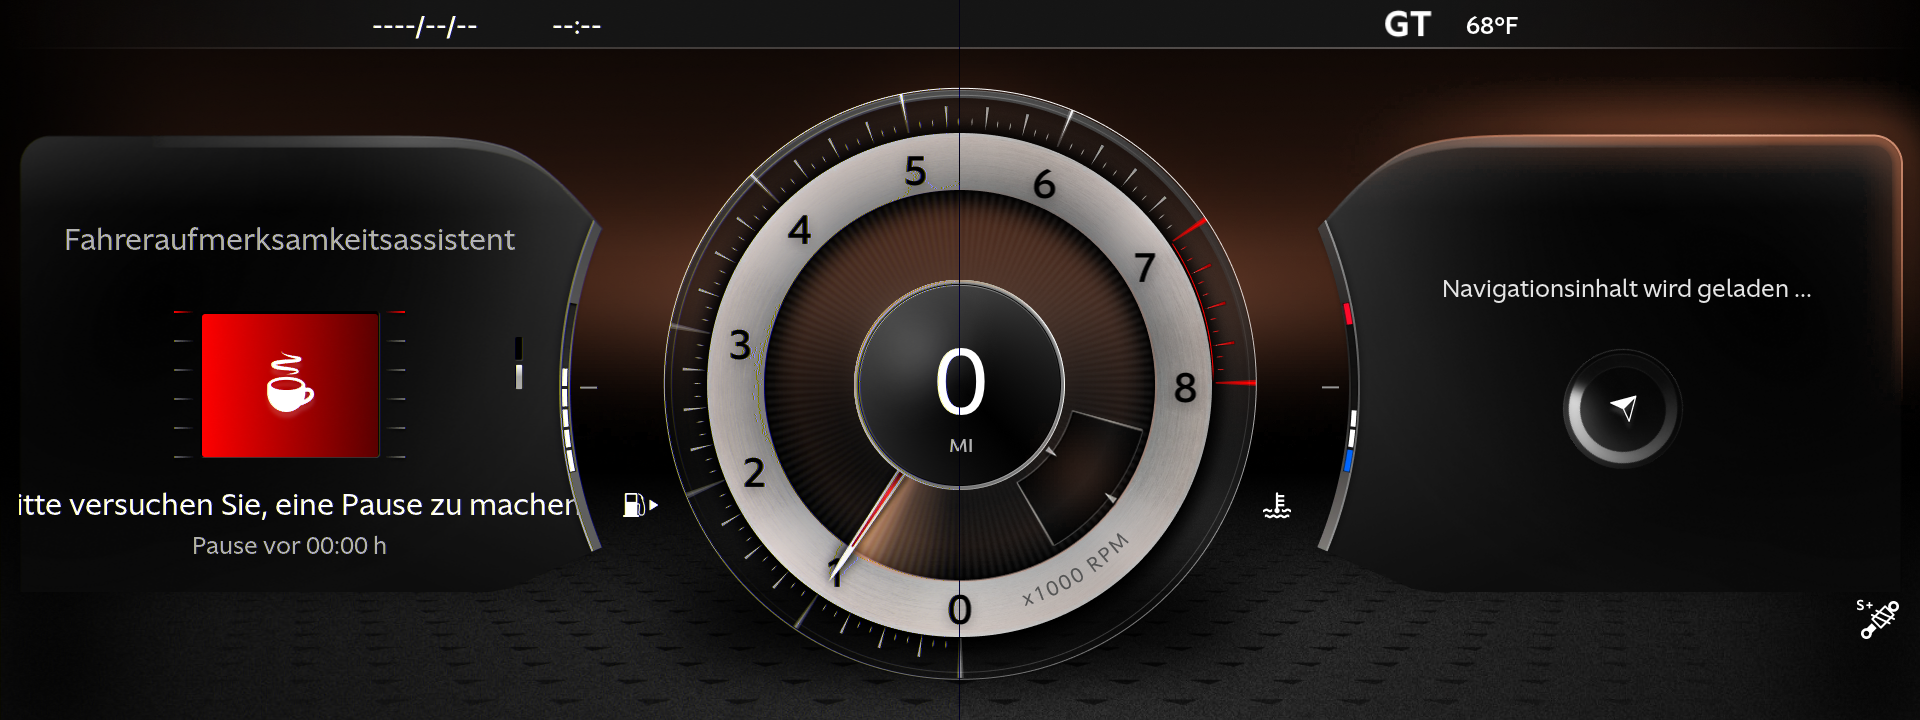 ----/--/-- --:-- GT 68°F
Fahreraufmerksamkeitsassistent
itte versuchen Sie, eine Pause zu machen
Pause vor 00:00 h
0
1
2
3
4
5
6
7
8
x1000 RPM
0
MI
Navigationsinhalt wird geladen ...
S+